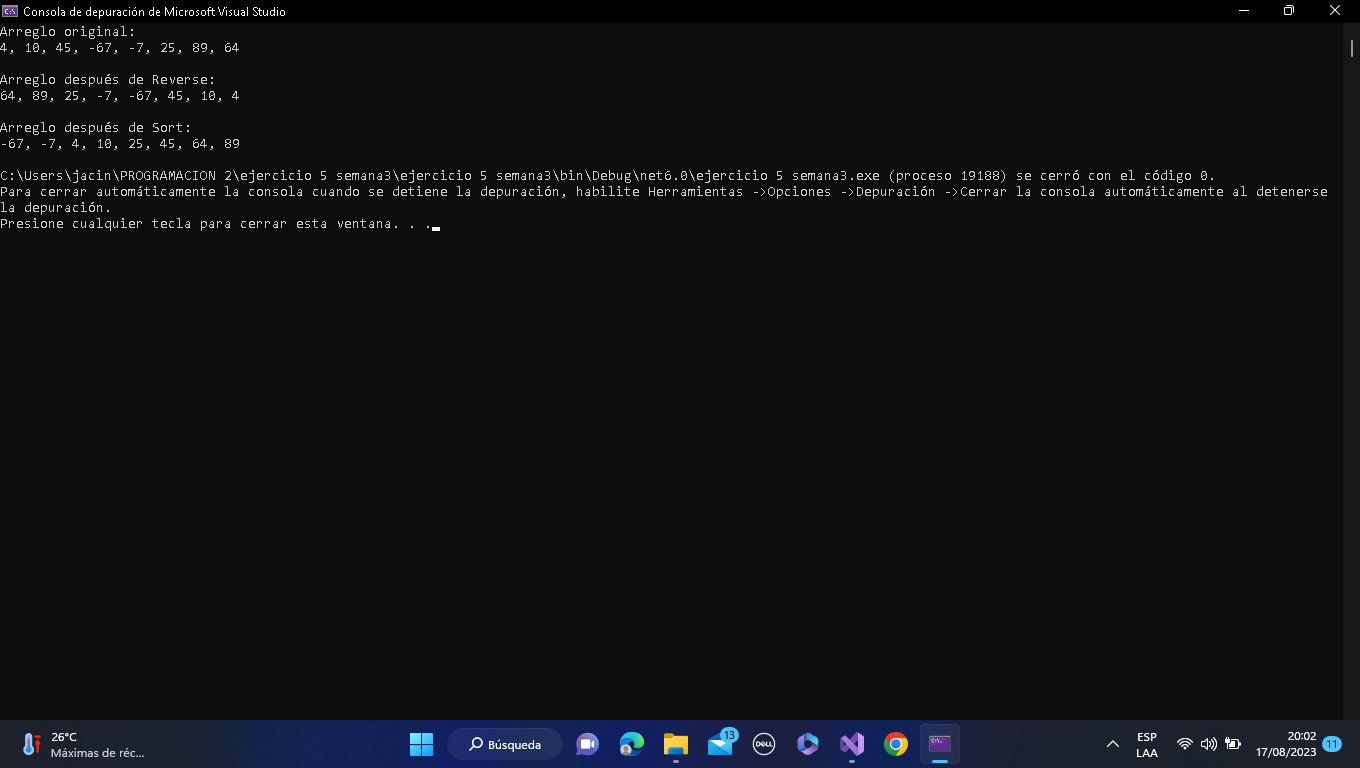 Consola de depuración de Microsoft Visual Studio
Arreglo original:
4, 10, 45, -67, -7, 25, 89, 64
Arreglo después de Reverse:
64, 89, 25, -7, -67, 45, 10, 4
Arreglo después de Sort:
-67, -7, 4, 10, 25, 45, 64, 89
C:\Users\jacin\PROGRAMACION 2\ejercicio 5 semana3\ejercicio 5 semana3\bin\Debug\net6.0\ejercicio 5 semana3.exe (proceso 19188) se cerró con el código 0.
Para cerrar automáticamente la consola cuando se detiene la depuración, habilite Herramientas ->Opciones ->Depuración ->Cerrar la consola automáticamente al detenerse
la depuración.
Presione cualquier tecla para cerrar esta ventana. . .
26°C
Máximas de réc...
Búsqueda
13
DELL
ESP
LAA
20:02
17/08/2023
11